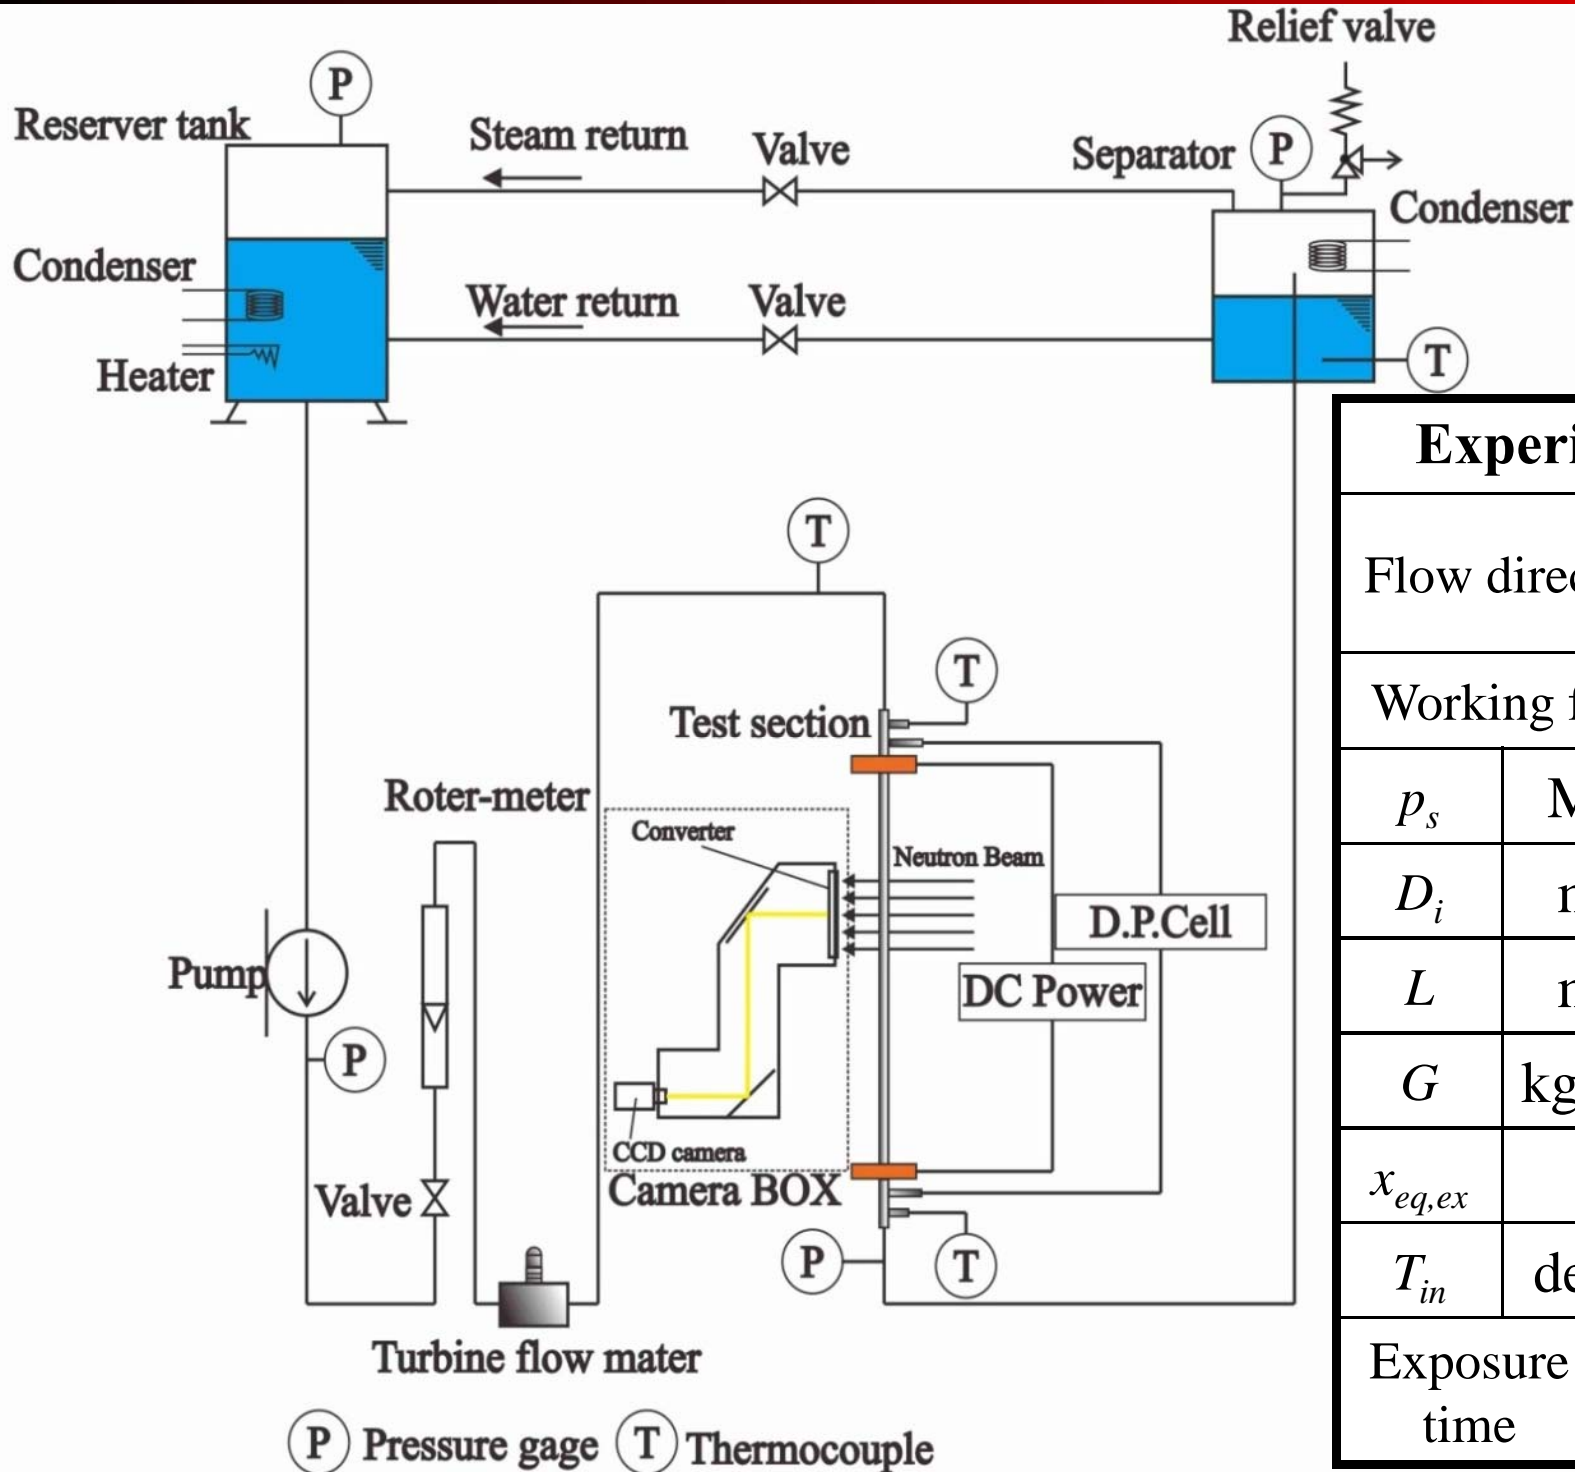 Relief valve
P
Reserver tank
Steam return
Valve
Separator
P
Condenser
Condenser
Water return
Valve
Heater
T
T
T
Test section
Roter-meter
Converter
Neutron Beam
D.P.Cell
DC Power
Pump
P
CCD camera
Camera BOX
Valve
P
T
Turbine flow mater
P Pressure gage T Thermocouple
Experi
Flow direc
Working f
p_s M
D_i
L
G kg
x_eq,ex
T_in de
Exposure
time